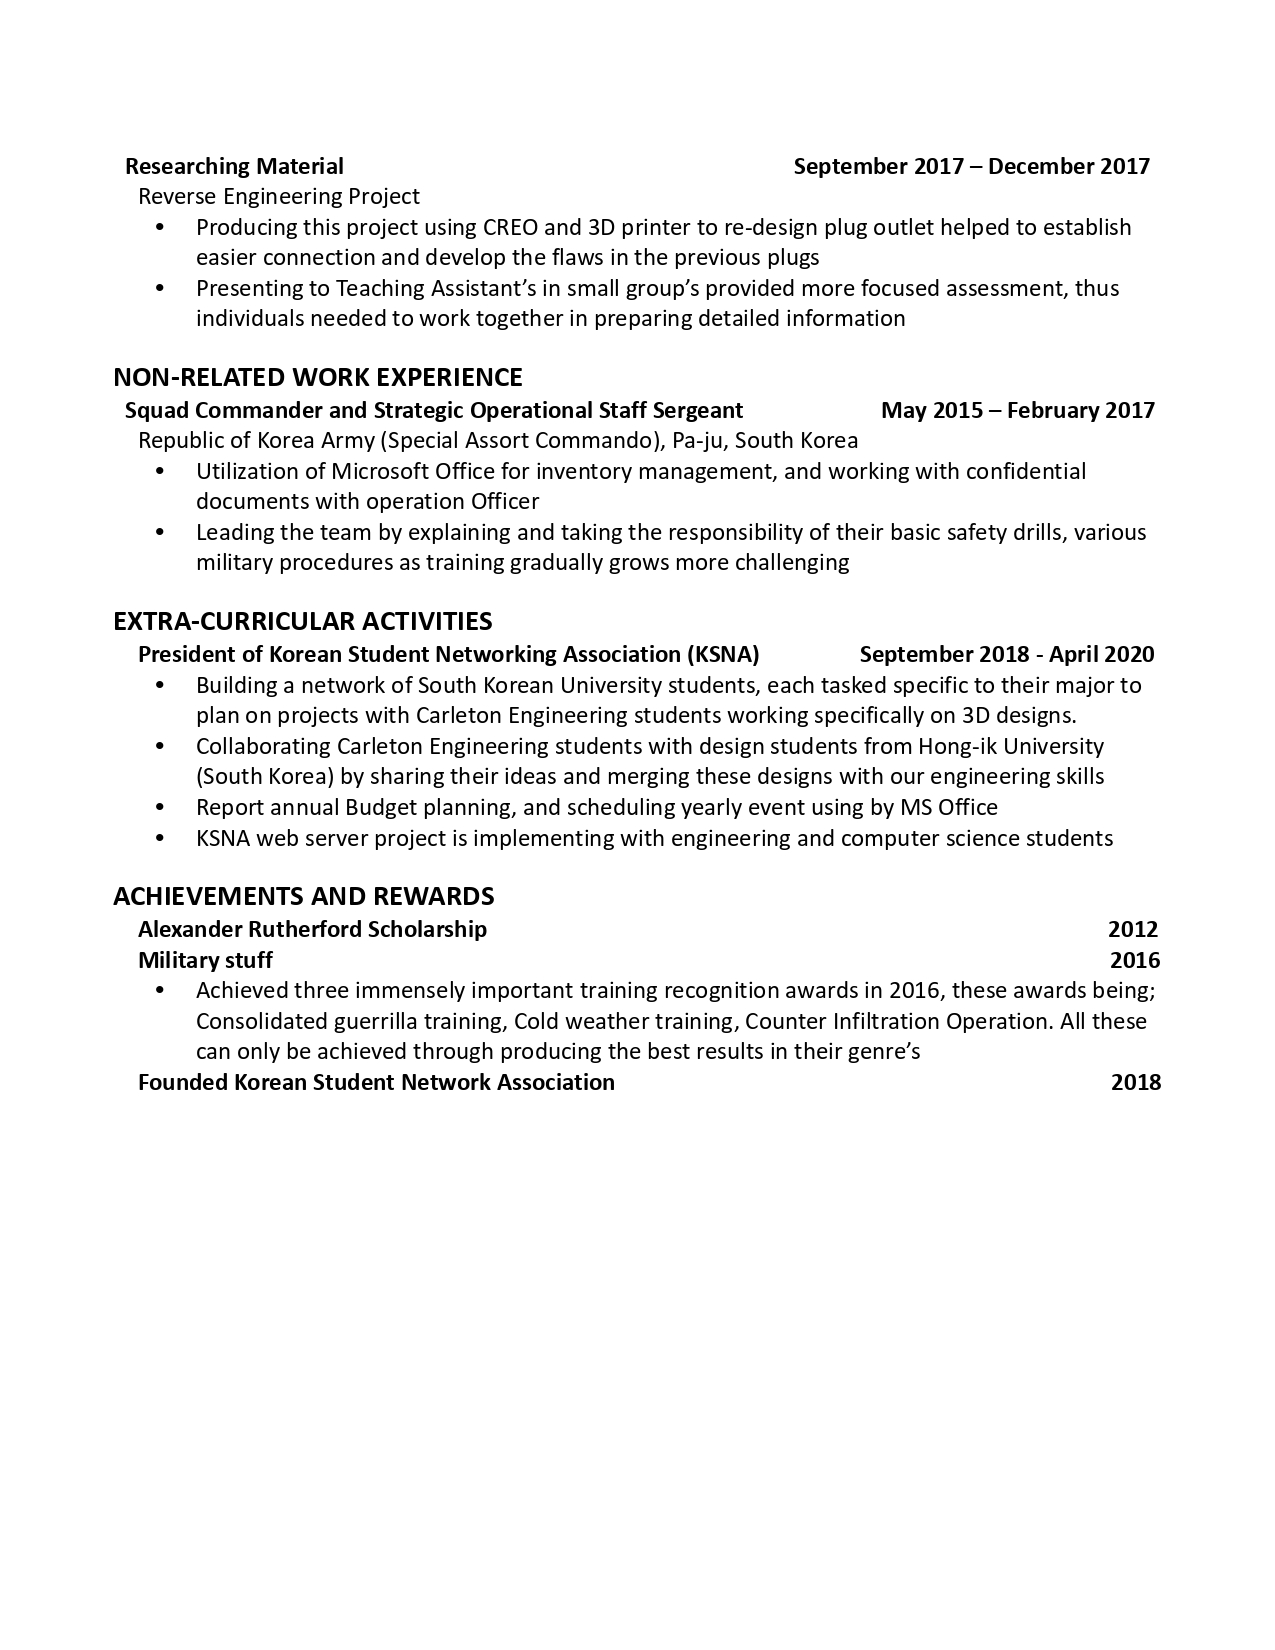 Researching Material September 2017 – December 2017
Reverse Engineering Project
• Producing this project using CREO and 3D printer to re-design plug outlet helped to establish
easier connection and develop the flaws in the previous plugs
• Presenting to Teaching Assistant’s in small group’s provided more focused assessment, thus
individuals needed to work together in preparing detailed information
NON-RELATED WORK EXPERIENCE
Squad Commander and Strategic Operational Staff Sergeant May 2015 – February 2017
Republic of Korea Army (Special Assort Commando), Pa-ju, South Korea
• Utilization of Microsoft Office for inventory management, and working with confidential
documents with operation Officer
• Leading the team by explaining and taking the responsibility of their basic safety drills, various
military procedures as training gradually grows more challenging
EXTRA-CURRICULAR ACTIVITIES
President of Korean Student Networking Association (KSNA) September 2018 - April 2020
• Building a network of South Korean University students, each tasked specific to their major to
plan on projects with Carleton Engineering students working specifically on 3D designs.
• Collaborating Carleton Engineering students with design students from Hong-ik University
(South Korea) by sharing their ideas and merging these designs with our engineering skills
• Report annual Budget planning, and scheduling yearly event using by MS Office
• KSNA web server project is implementing with engineering and computer science students
ACHIEVEMENTS AND REWARDS
Alexander Rutherford Scholarship 2012
Military stuff 2016
• Achieved three immensely important training recognition awards in 2016, these awards being;
Consolidated guerrilla training, Cold weather training, Counter Infiltration Operation. All these
can only be achieved through producing the best results in their genre’s
Founded Korean Student Network Association 2018